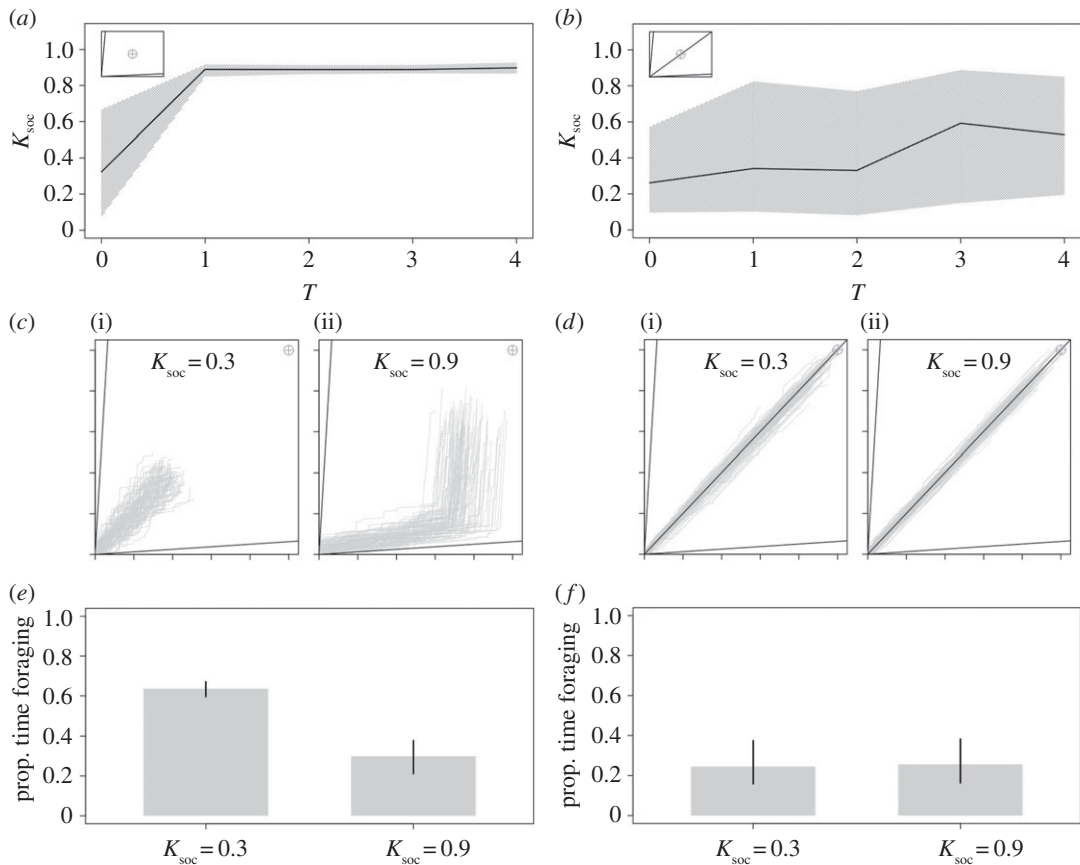 (a)
1.0
0.8
0.6
0.4
0.2
0
K_soc
0 1 2 3 4
T
(b)
1.0
0.8
0.6
0.4
0.2
0
K_soc
0 1 2 3 4
T
(c)
(i)
K_soc = 0.3
(ii)
K_soc = 0.9
(d)
(i)
K_soc = 0.3
(ii)
K_soc = 0.9
(e)
1.0
0.8
0.6
0.4
0.2
0
prop. time foraging
K_soc = 0.3 K_soc = 0.9
(f)
1.0
0.8
0.6
0.4
0.2
0
prop. time foraging
K_soc = 0.3 K_soc = 0.9